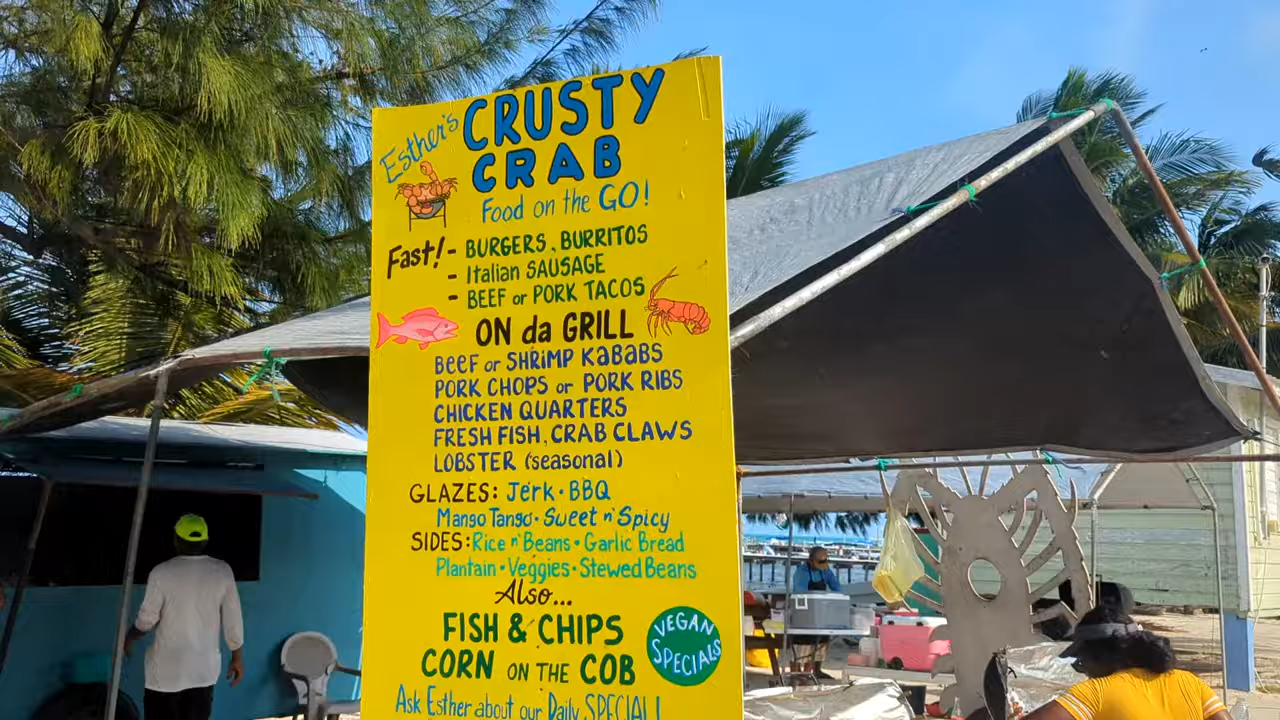 Esther's CRUSTY
CRAB
Food on the GO!
Fast! - BURGERS, BURRITOS
- Italian SAUSAGE
- BEEF or PORK TACOS
ON da GRILL
BEEF or SHRIMP KABABS
PORK CHOPS or PORK RIBS
CHICKEN QUARTERS
FRESH FISH, CRAB CLAWS
LOBSTER (seasonal)
GLAZES: Jerk • BBQ
Mango Tango • Sweet n' Spicy
SIDES: Rice n' Beans • Garlic Bread
Plantain • Veggies • Stewed Beans
Also...
FISH & CHIPS
CORN ON THE COB
VEGAN
SPECIALS
Ask Esther about our Daily SPECIAL!